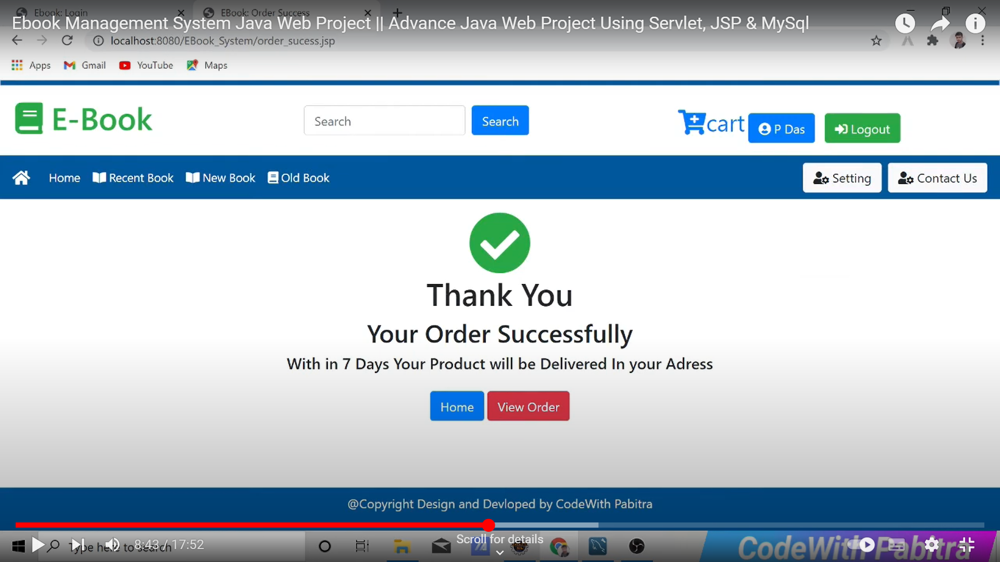 Ebook: Login
EBook: Order Success
Ebook Management System Java Web Project || Advance Java Web Project Using Servlet, JSP & MySql
localhost:8080/EBook_System/order_sucess.jsp
Apps Gmail YouTube Maps
E-Book
Search
Search
cart
P Das
Logout
Home Recent Book New Book Old Book
Setting
Contact Us
Thank You
Your Order Successfully
With in 7 Days Your Product will be Delivered In your Adress
Home
View Order
@Copyright Design and Devloped by CodeWith Pabitra
Scroll for details
Type here to search
8:43 / 17:52
CodeWith Pabitra